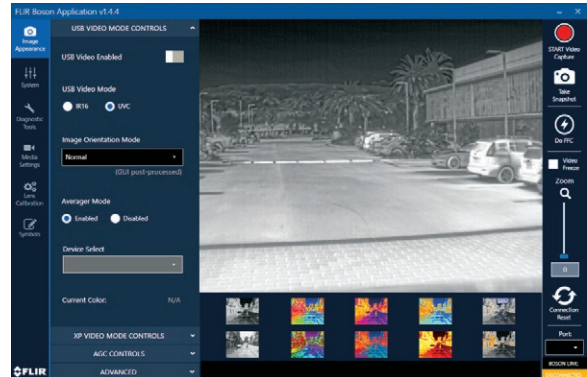 FLIR Boson Application v1.4.4
Image
Appearance
System
Diagnostic
Tools
Media
Settings
Lens
Calibration
Symbols
FLIR
USB VIDEO MODE CONTROLS
USB Video Enabled
USB Video Mode
IR16
UVC
Image Orientation Mode
Normal
(GUI post-processed)
Averager Mode
Enabled
Disabled
Device Select
Current Color:
N/A
XP VIDEO MODE CONTROLS
AGC CONTROLS
ADVANCED
START Video
Capture
Take
Snapshot
Do FFC
Video
Freeze
Zoom
0
Connection
Reset
Port:
BOSON LINK: